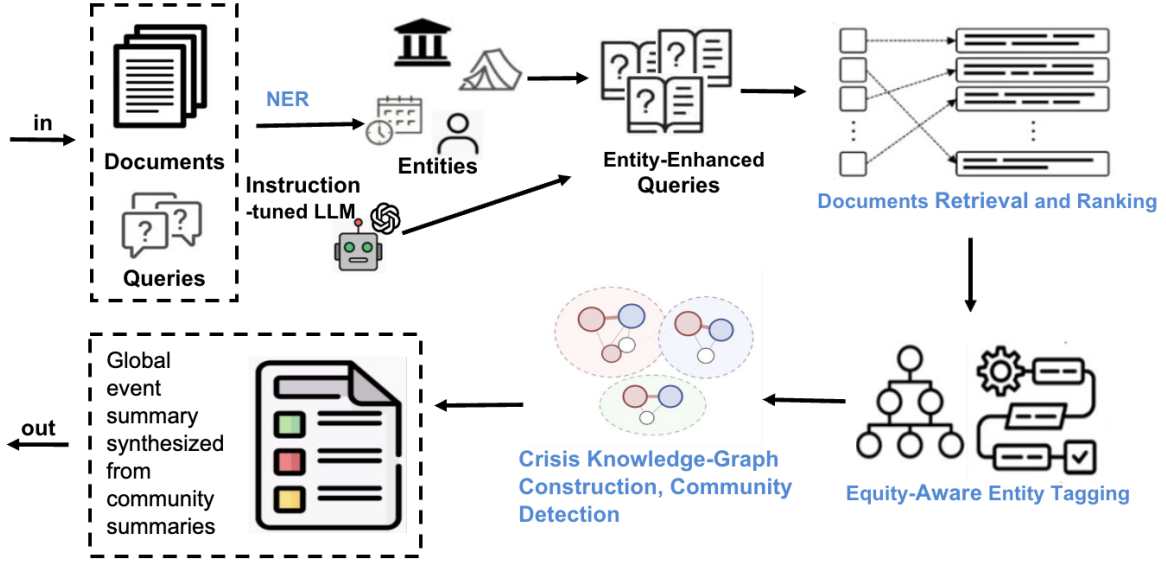 in
Documents
? ?
Queries
NER
Entities
Instruction
-tuned LLM
? ? ?
Entity-Enhanced
Queries
Documents Retrieval and Ranking
Equity-Aware Entity Tagging
Crisis Knowledge-Graph
Construction, Community
Detection
Global
event
summary
synthesized
from
community
summaries
out